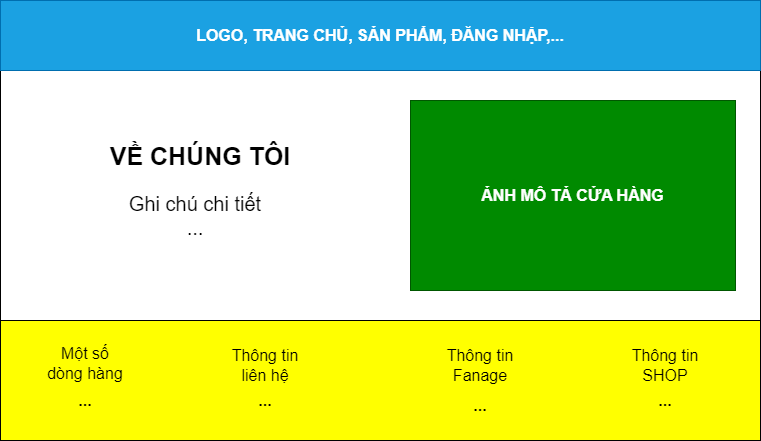 LOGO, TRANG CHỦ, SẢN PHẨM, ĐĂNG NHẬP,...
VỀ CHÚNG TÔI
Ghi chú chi tiết
...
ẢNH MÔ TẢ CỬA HÀNG
Một số
dòng hàng
...
Thông tin
liên hệ
...
Thông tin
Fanage
...
Thông tin
SHOP
...